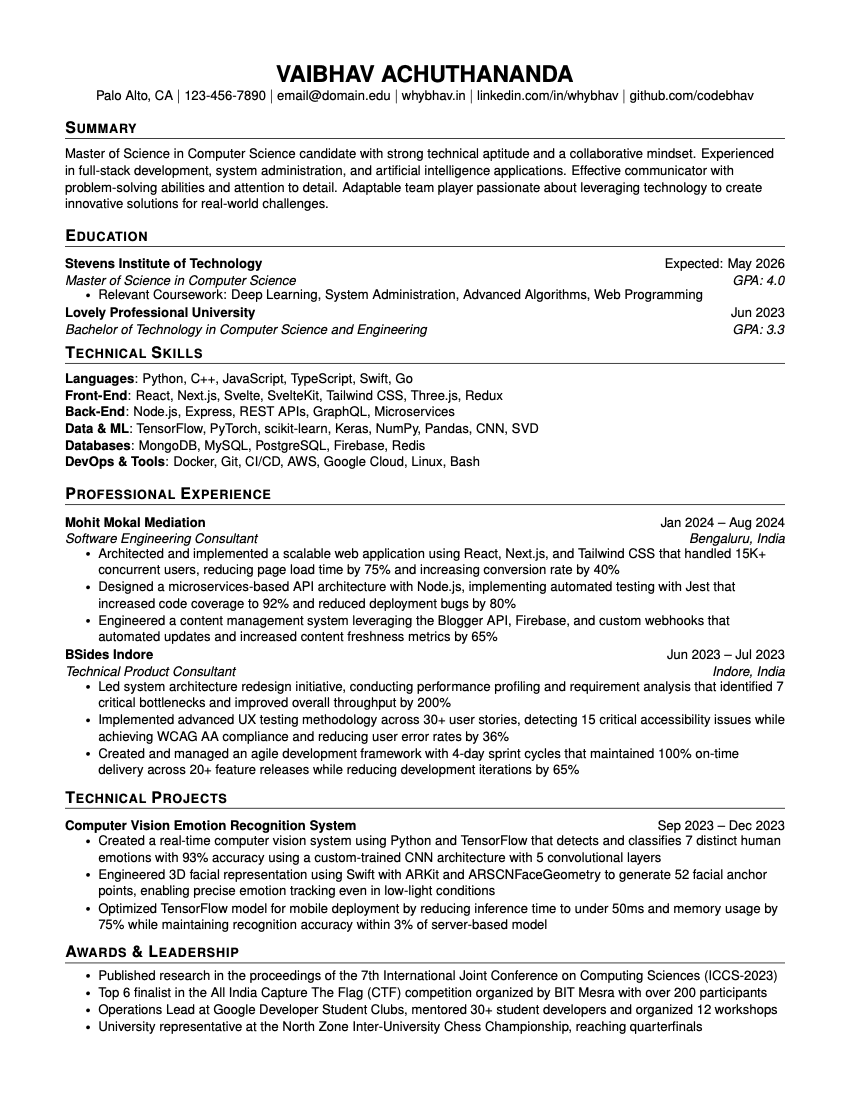 VAIBHAV ACHUTHANANDA
Palo Alto, CA | 123-456-7890 | email@domain.edu | whybhav.in | linkedin.com/in/whybhav | github.com/codebhav
SUMMARY
Master of Science in Computer Science candidate with strong technical aptitude and a collaborative mindset. Experienced
in full-stack development, system administration, and artificial intelligence applications. Effective communicator with
problem-solving abilities and attention to detail. Adaptable team player passionate about leveraging technology to create
innovative solutions for real-world challenges.
EDUCATION
Stevens Institute of Technology Expected: May 2026
Master of Science in Computer Science GPA: 4.0
• Relevant Coursework: Deep Learning, System Administration, Advanced Algorithms, Web Programming
Lovely Professional University Jun 2023
Bachelor of Technology in Computer Science and Engineering GPA: 3.3
TECHNICAL SKILLS
Languages: Python, C++, JavaScript, TypeScript, Swift, Go
Front-End: React, Next.js, Svelte, SvelteKit, Tailwind CSS, Three.js, Redux
Back-End: Node.js, Express, REST APIs, GraphQL, Microservices
Data & ML: TensorFlow, PyTorch, scikit-learn, Keras, NumPy, Pandas, CNN, SVD
Databases: MongoDB, MySQL, PostgreSQL, Firebase, Redis
DevOps & Tools: Docker, Git, CI/CD, AWS, Google Cloud, Linux, Bash
PROFESSIONAL EXPERIENCE
Mohit Mokal Mediation Jan 2024 – Aug 2024
Software Engineering Consultant Bengaluru, India
• Architected and implemented a scalable web application using React, Next.js, and Tailwind CSS that handled 15K+
concurrent users, reducing page load time by 75% and increasing conversion rate by 40%
• Designed a microservices-based API architecture with Node.js, implementing automated testing with Jest that
increased code coverage to 92% and reduced deployment bugs by 80%
• Engineered a content management system leveraging the Blogger API, Firebase, and custom webhooks that
automated updates and increased content freshness metrics by 65%
BSides Indore Jun 2023 – Jul 2023
Technical Product Consultant Indore, India
• Led system architecture redesign initiative, conducting performance profiling and requirement analysis that identified 7
critical bottlenecks and improved overall throughput by 200%
• Implemented advanced UX testing methodology across 30+ user stories, detecting 15 critical accessibility issues while
achieving WCAG AA compliance and reducing user error rates by 36%
• Created and managed an agile development framework with 4-day sprint cycles that maintained 100% on-time
delivery across 20+ feature releases while reducing development iterations by 65%
TECHNICAL PROJECTS
Computer Vision Emotion Recognition System Sep 2023 – Dec 2023
• Created a real-time computer vision system using Python and TensorFlow that detects and classifies 7 distinct human
emotions with 93% accuracy using a custom-trained CNN architecture with 5 convolutional layers
• Engineered 3D facial representation using Swift with ARKit and ARSCNFaceGeometry to generate 52 facial anchor
points, enabling precise emotion tracking even in low-light conditions
• Optimized TensorFlow model for mobile deployment by reducing inference time to under 50ms and memory usage by
75% while maintaining recognition accuracy within 3% of server-based model
AWARDS & LEADERSHIP
• Published research in the proceedings of the 7th International Joint Conference on Computing Sciences (ICCS-2023)
• Top 6 finalist in the All India Capture The Flag (CTF) competition organized by BIT Mesra with over 200 participants
• Operations Lead at Google Developer Student Clubs, mentored 30+ student developers and organized 12 workshops
• University representative at the North Zone Inter-University Chess Championship, reaching quarterfinals